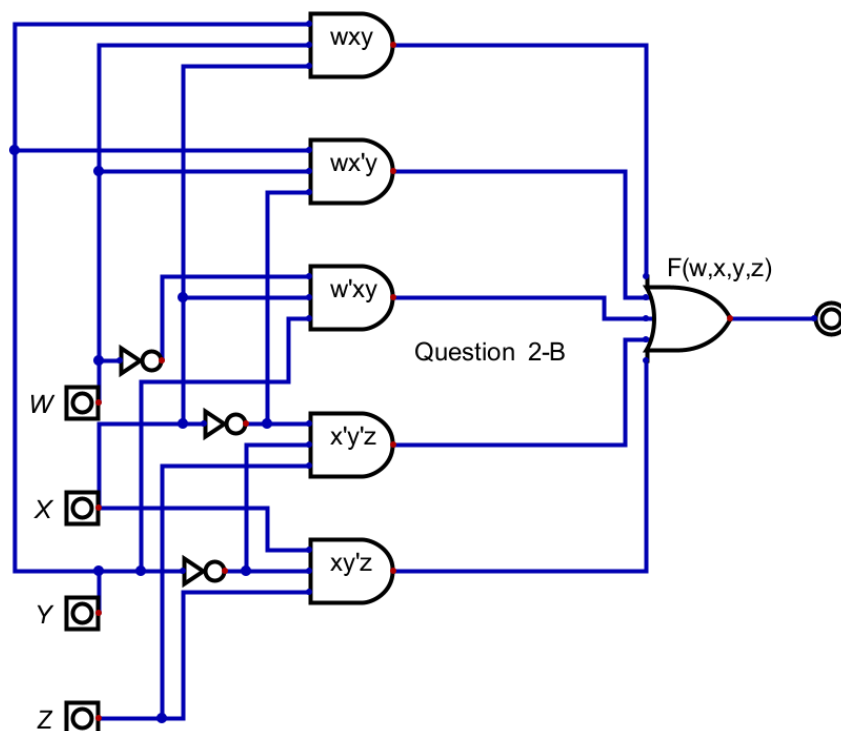 wxy
wx'y
F(w,x,y,z)
w'xy
Question 2-B
W
x'y'z
X
xy'z
Y
Z